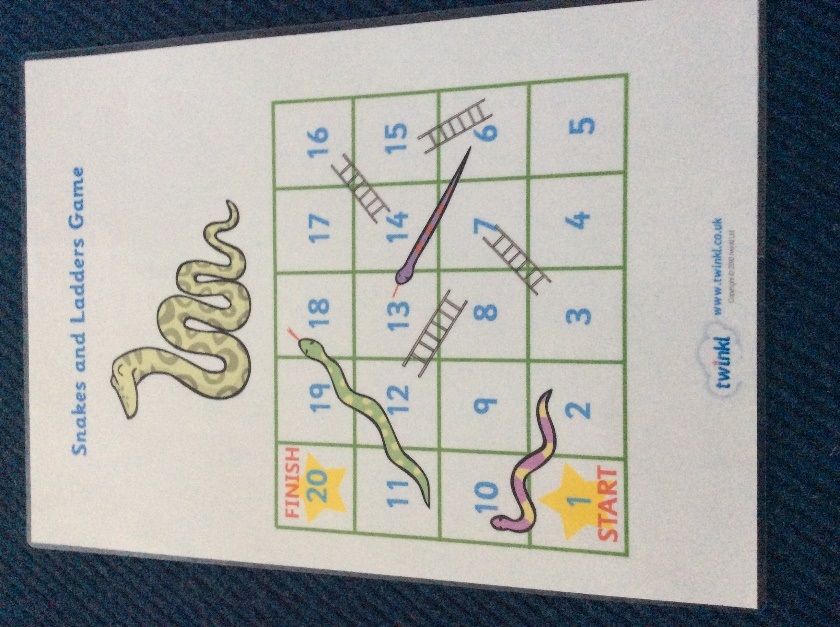 Snakes and Ladders Game
FINISH
20 19 18 17 16
11 12 13 14 15
10 9 8 7 6
1 2 3 4 5
START
twinkl www.twinkl.co.uk